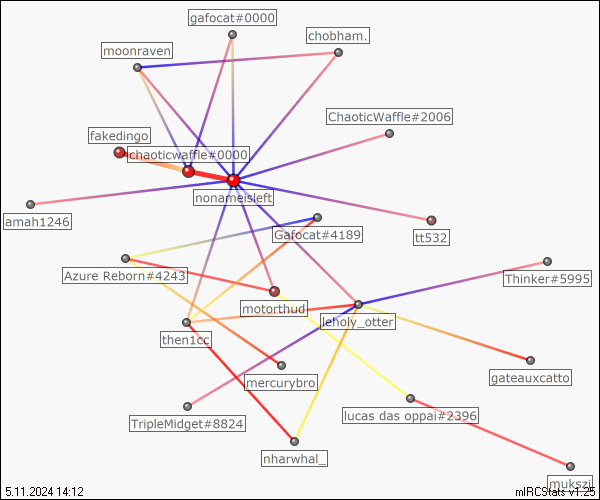 gafocat#0000
chobham.
moonraven
ChaoticWaffle#2006
fakedingo
chaoticwaffle#0000
nonameisleft
amah1246
Gafocat#4189
tt532
Azure Reborn#4243
Thinker#5995
motorthud
leholy_otter
then1cc
gateauxcatto
mercurybro
lucas das oppai#2396
TripleMidget#8824
nharwhal_
mukszi
5.11.2024 14:12
mIRCStats v1.25